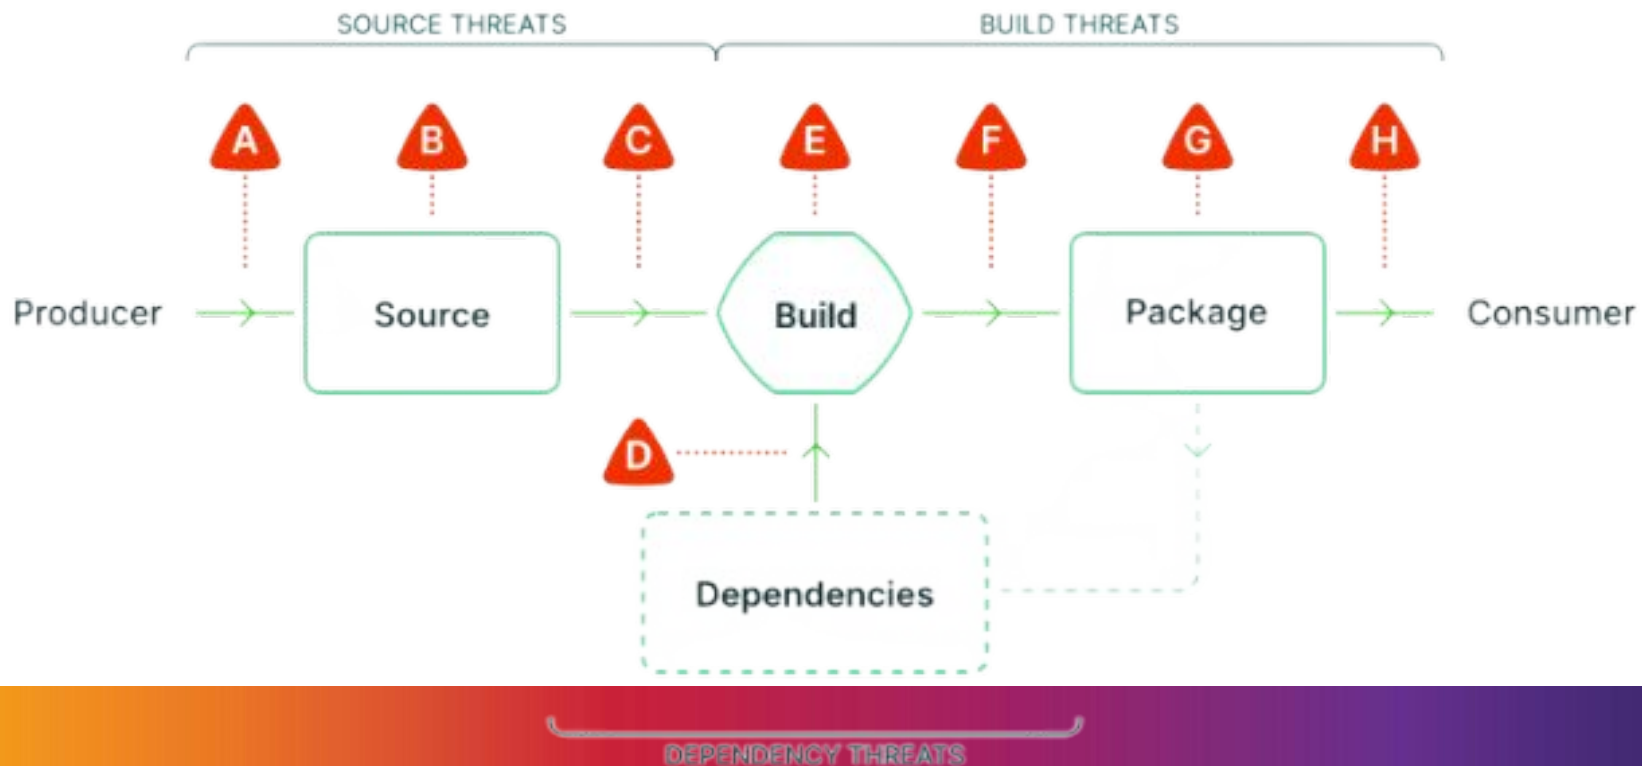 SOURCE THREATS BUILD THREATS
A B C E F G H
Producer Source Build Package Consumer
D
Dependencies
DEPENDENCY THREATS